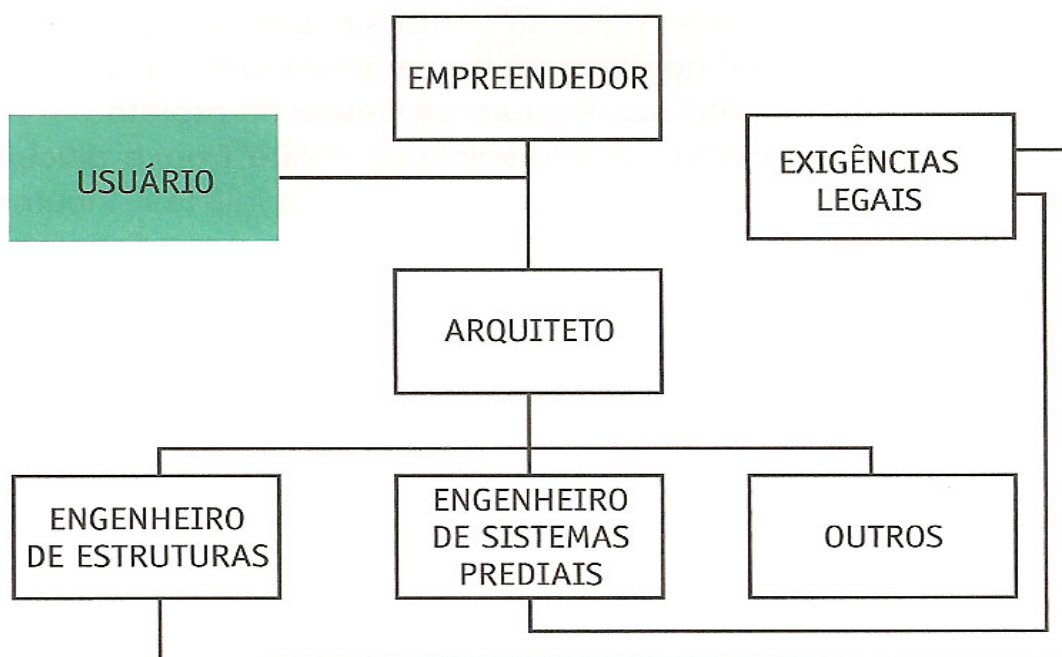 EMPREENDEDOR
USUÁRIO
EXIGÊNCIAS
LEGAIS
ARQUITETO
ENGENHEIRO
DE ESTRUTURAS
ENGENHEIRO
DE SISTEMAS
PREDIAIS
OUTROS